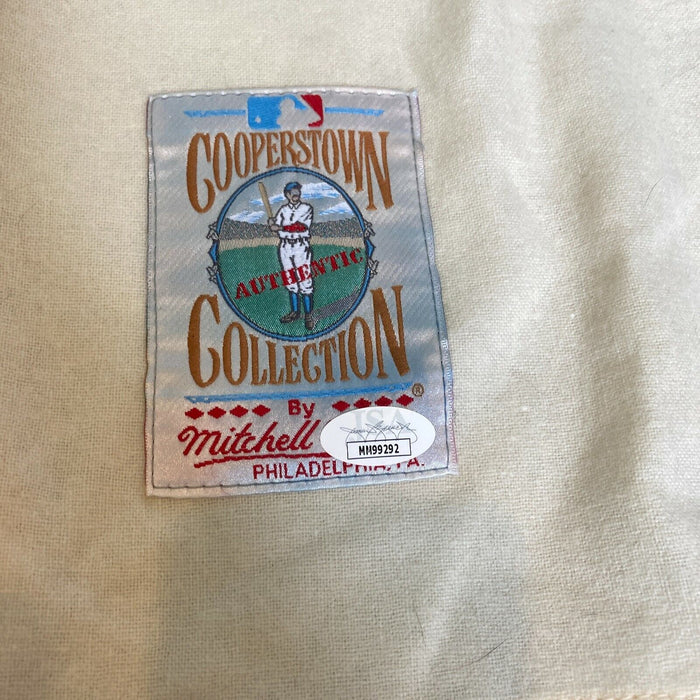 COOPERSTOWN
AUTHENTIC
COLLECTION®
By
Mitchell
JSA
MM99292
PHILADELPHIA, PA.